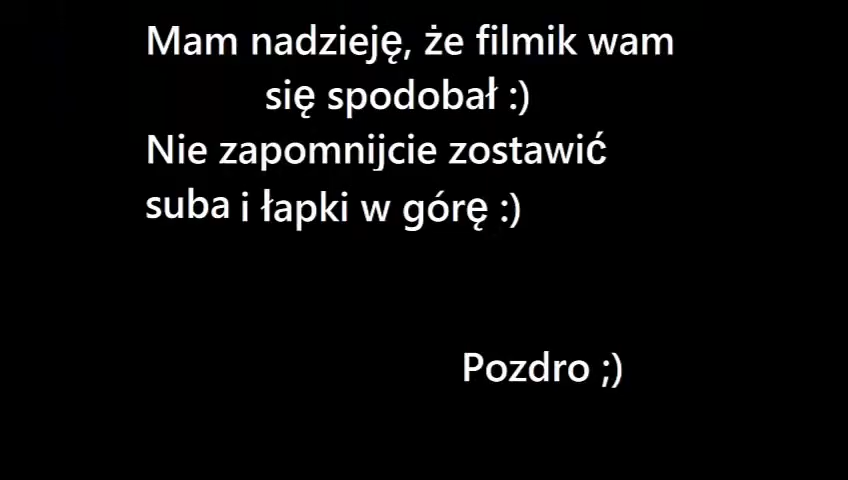 Mam nadzieję, że filmik wam
się spodobał :)
Nie zapomnijcie zostawić
suba i łapki w górę :)
Pozdro ;)